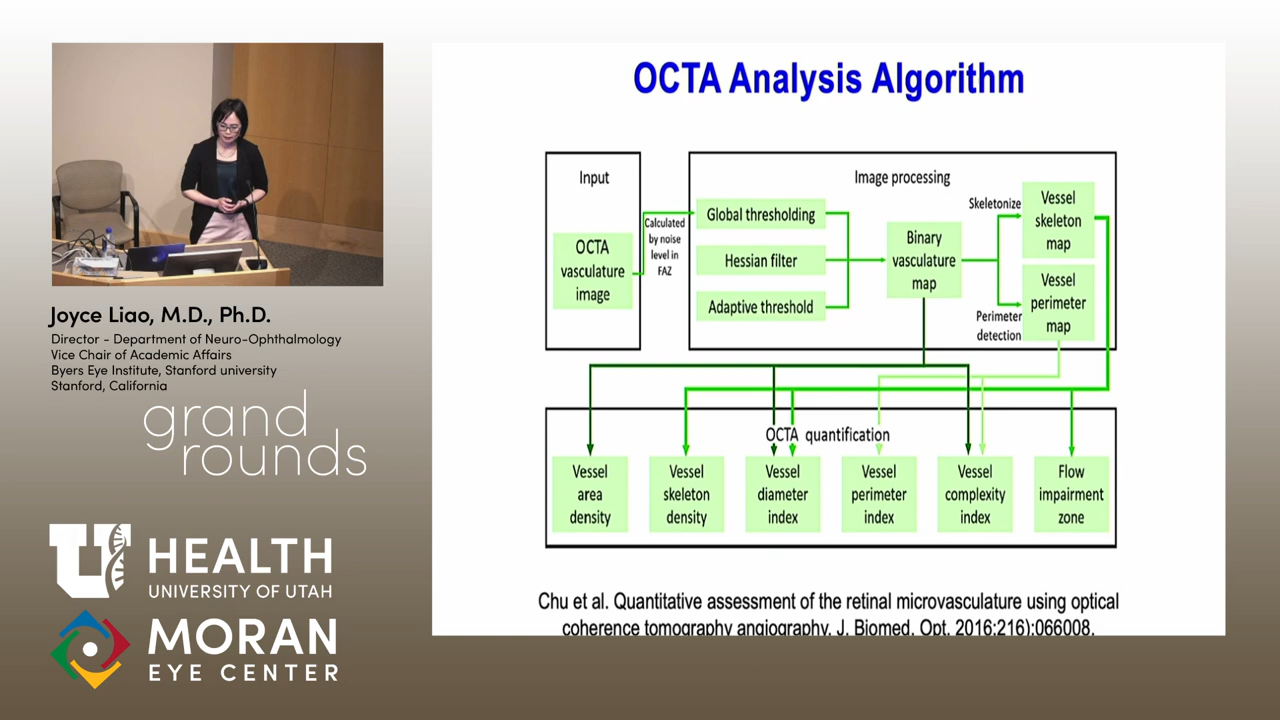 OCTA Analysis Algorithm
Input
OCTA
vasculature
image
Calculated
by noise
level in
FAZ
Image processing
Global thresholding
Hessian filter
Adaptive threshold
Binary
vasculature
map
Skeletonize
Vessel
skeleton
map
Perimeter
detection
Vessel
perimeter
map
OCTA quantification
Vessel
area
density
Vessel
skeleton
density
Vessel
diameter
index
Vessel
perimeter
index
Vessel
complexity
index
Flow
impairment
zone
Chu et al. Quantitative assessment of the retinal microvasculature using optical
coherence tomography angiography. J. Biomed. Opt. 2016;216):066008.
Joyce Liao, M.D., Ph.D.
Director - Department of Neuro-Ophthalmology
Vice Chair of Academic Affairs
Byers Eye Institute, Stanford university
Stanford, California
grand
rounds
U HEALTH
UNIVERSITY OF UTAH
MORAN
EYE CENTER